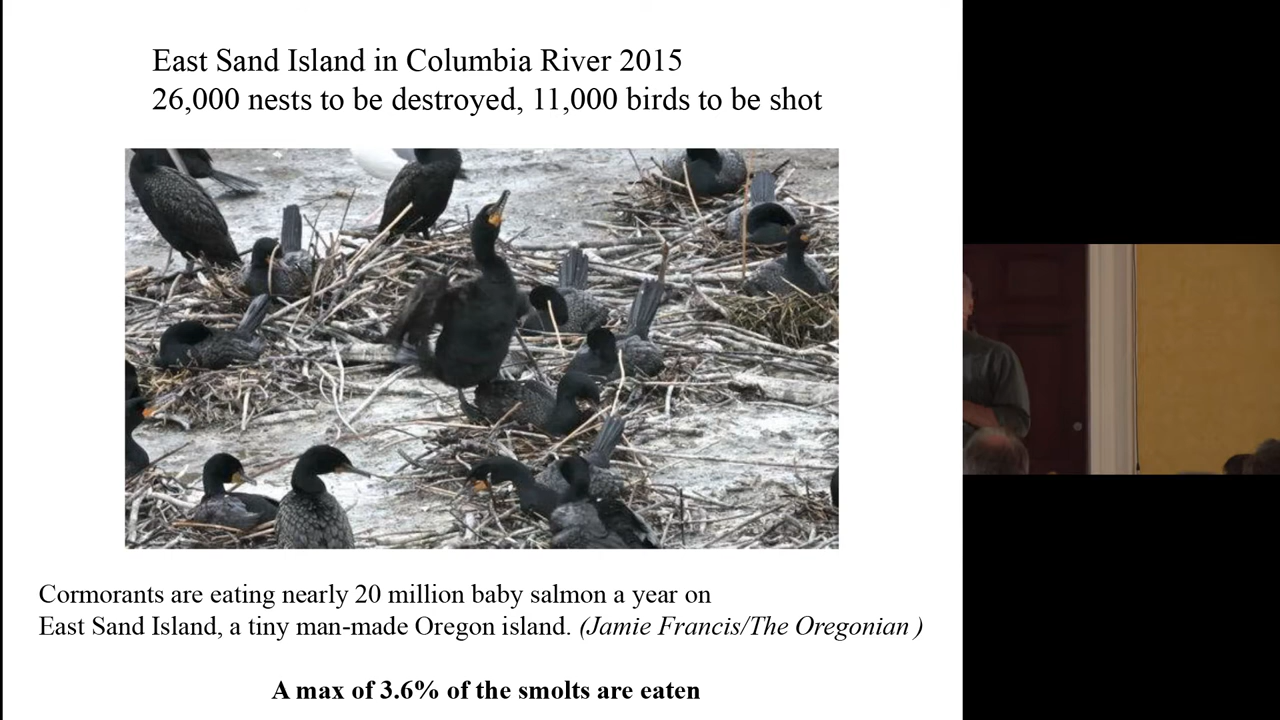 East Sand Island in Columbia River 2015
26,000 nests to be destroyed, 11,000 birds to be shot
Cormorants are eating nearly 20 million baby salmon a year on
East Sand Island, a tiny man-made Oregon island. (Jamie Francis/The Oregonian )
A max of 3.6% of the smolts are eaten